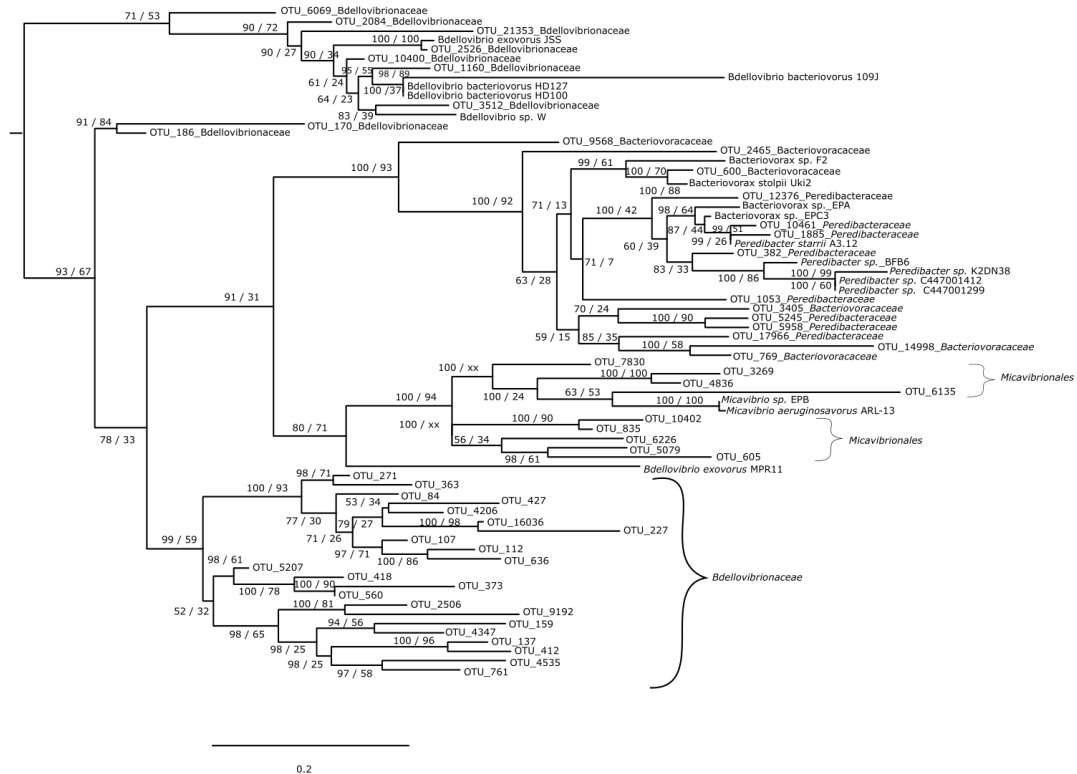 71 / 53
OTU_6069_Bdellovibrionaceae
90 / 72
OTU_2084_Bdellovibrionaceae
90 / 27
OTU_21353_Bdellovibrionaceae
90 / 34
100 / 100
Bdellovibrio exovorus JSS
OTU_2526_Bdellovibrionaceae
61 / 24
OTU_10400_Bdellovibrionaceae
95 / 55
OTU_1160_Bdellovibrionaceae
64 / 23
98 / 89
Bdellovibrio bacteriovorus 109J
100 / 37
Bdellovibrio bacteriovorus HD127
Bdellovibrio bacteriovorus HD100
83 / 39
OTU_3512_Bdellovibrionaceae
Bdellovibrio sp. W
91 / 84
OTU_170_Bdellovibrionaceae
OTU_186_Bdellovibrionaceae
93 / 67
100 / 93
OTU_9568_Bacteriovoracaceae
100 / 92
OTU_2465_Bacteriovoracaceae
99 / 61
Bacteriovorax sp. F2
100 / 70
OTU_600_Bacteriovoracaceae
Bacteriovorax stolpii Uki2
71 / 13
100 / 42
100 / 88
OTU_12376_Peredibacteraceae
98 / 64
Bacteriovorax sp._EPA
Bacteriovorax sp._EPC3
87 / 44
99 / 51
OTU_10461_Peredibacteraceae
OTU_1885_Peredibacteraceae
99 / 26
Peredibacter starrii A3.12
60 / 39
OTU_382_Peredibacteraceae
83 / 33
Peredibacter sp._BFB6
100 / 86
100 / 99
Peredibacter sp. K2DN38
100 / 60
Peredibacter sp. C447001412
Peredibacter sp. C447001299
71 / 7
63 / 28
OTU_1053_Peredibacteraceae
70 / 24
OTU_3405_Bacteriovoracaceae
100 / 90
OTU_5245_Peredibacteraceae
OTU_5958_Peredibacteraceae
59 / 15
85 / 35
OTU_17966_Peredibacteraceae
100 / 58
OTU_14998_Bacteriovoracaceae
OTU_769_Bacteriovoracaceae
91 / 31
100 / xx
OTU_7830
100 / 100
OTU_3269
OTU_4836
100 / 24
63 / 53
OTU_6135
100 / 100
Micavibrio sp. EPB
Micavibrio aeruginosavorus ARL-13
Micavibrionales
100 / 94
100 / xx
100 / 90
OTU_10402
OTU_835
56 / 34
OTU_6226
OTU_5079
98 / 61
OTU_605
Micavibrionales
80 / 71
Bdellovibrio exovorus MPR11
78 / 33
98 / 71
OTU_271
OTU_363
100 / 93
OTU_84
53 / 34
OTU_427
OTU_4206
77 / 30
79 / 27
100 / 98
OTU_16036
OTU_227
71 / 26
OTU_107
97 / 71
OTU_112
100 / 86
OTU_636
99 / 59
98 / 61
OTU_5207
OTU_418
100 / 78
100 / 90
OTU_373
OTU_560
52 / 32
100 / 81
OTU_2506
OTU_9192
98 / 65
94 / 56
OTU_159
OTU_4347
98 / 25
100 / 96
OTU_137
OTU_412
98 / 25
OTU_4535
97 / 58
OTU_761
Bdellovibrionaceae
0.2